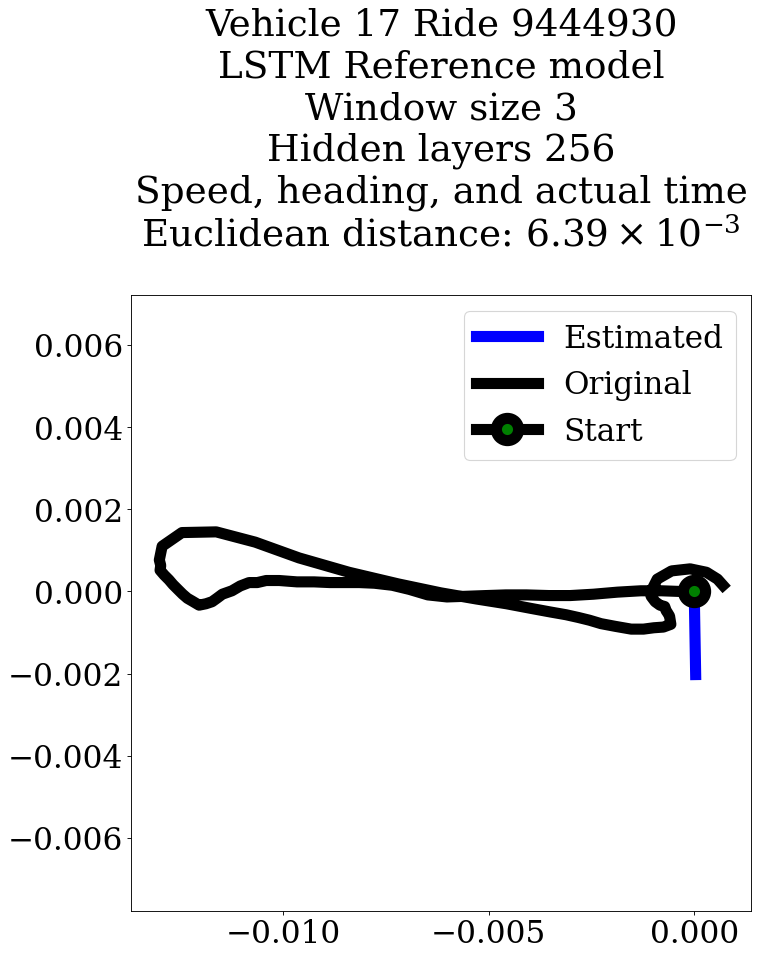 Vehicle 17 Ride 9444930
LSTM Reference model
Window size 3
Hidden layers 256
Speed, heading, and actual time
Euclidean distance: 6.39 × 10⁻³
Estimated
Original
Start
0.006
0.004
0.002
0.000
−0.002
−0.004
−0.006
−0.010
−0.005
0.000